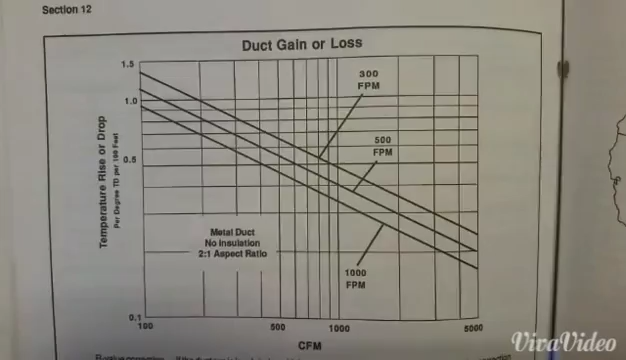 Section 12
Duct Gain or Loss
1.5
300
FPM
1.0
500
FPM
0.5
Temperature Rise or Drop
Per Degree TD per 100 Feet
Metal Duct
No Insulation
2:1 Aspect Ratio
1000
FPM
0.1
100
500
1000
5000
CFM
VivaVideo